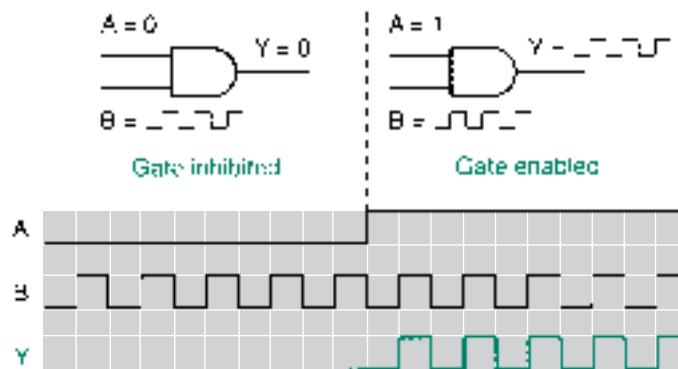 A = 0
Y = 0
B =
Gate inhibited
A = 1
Y =
B =
Gate enabled
A
B
Y